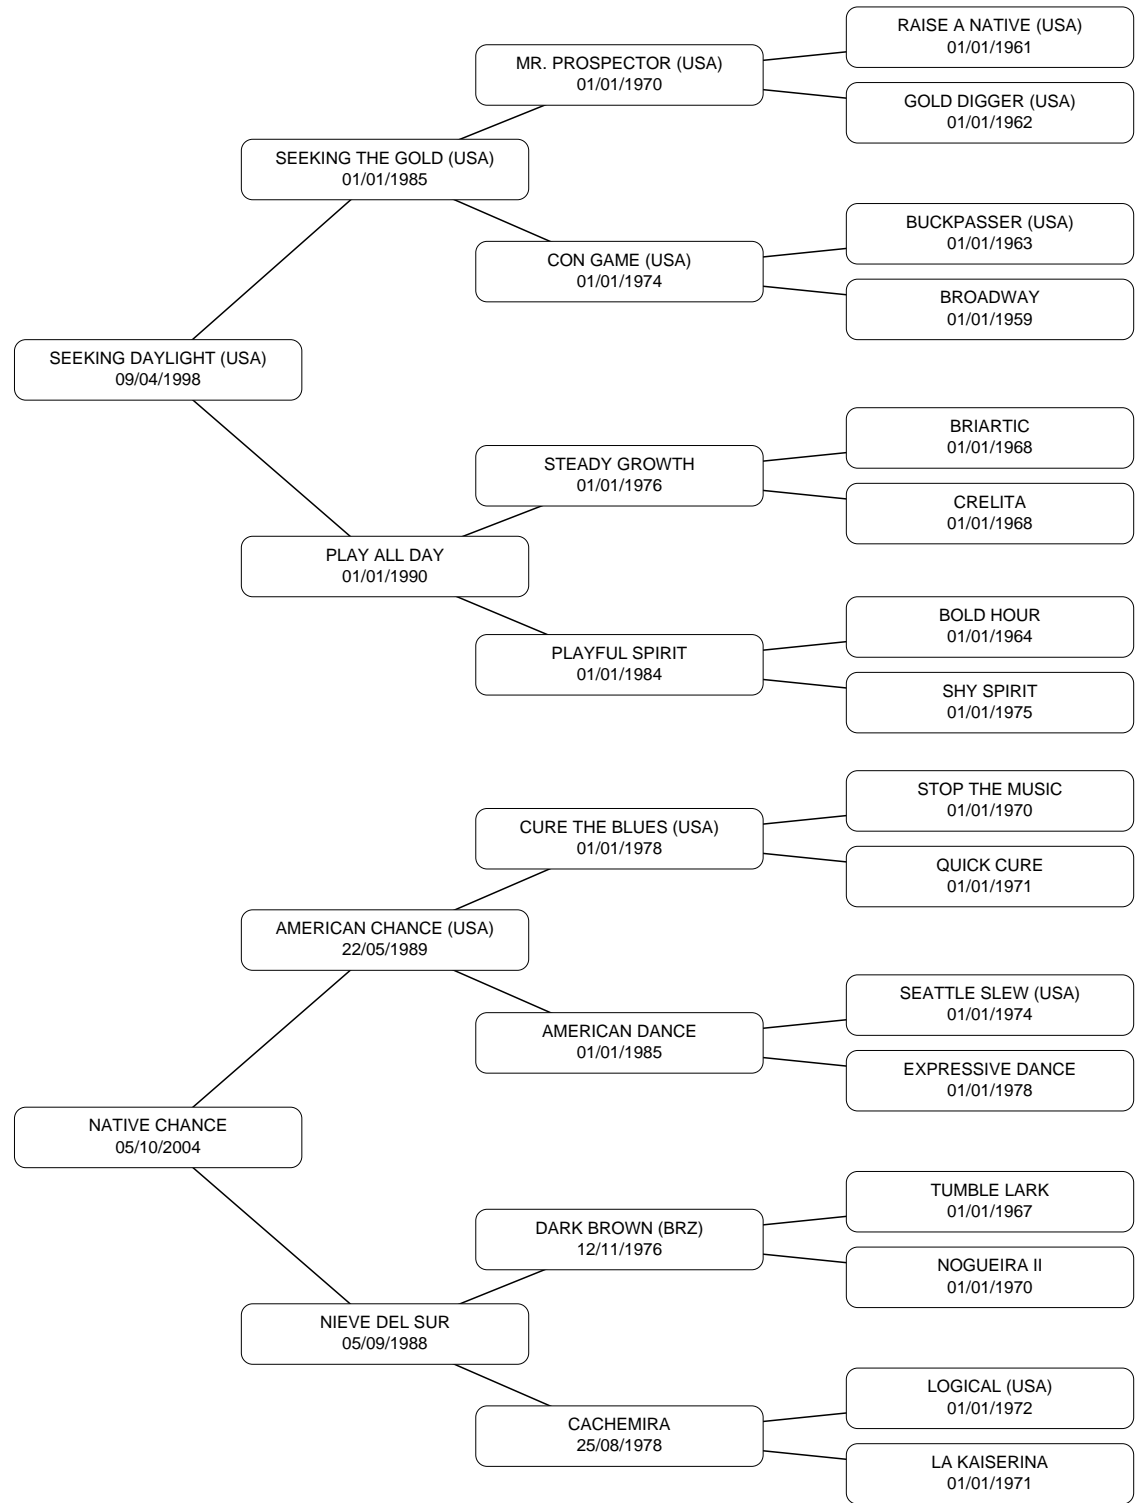 RAISE A NATIVE (USA)
01/01/1961
MR. PROSPECTOR (USA)
01/01/1970
GOLD DIGGER (USA)
01/01/1962
SEEKING THE GOLD (USA)
01/01/1985
BUCKPASSER (USA)
01/01/1963
CON GAME (USA)
01/01/1974
BROADWAY
01/01/1959
SEEKING DAYLIGHT (USA)
09/04/1998
BRIARTIC
01/01/1968
STEADY GROWTH
01/01/1976
CRELITA
01/01/1968
PLAY ALL DAY
01/01/1990
BOLD HOUR
01/01/1964
PLAYFUL SPIRIT
01/01/1984
SHY SPIRIT
01/01/1975
STOP THE MUSIC
01/01/1970
CURE THE BLUES (USA)
01/01/1978
QUICK CURE
01/01/1971
AMERICAN CHANCE (USA)
22/05/1989
SEATTLE SLEW (USA)
01/01/1974
AMERICAN DANCE
01/01/1985
EXPRESSIVE DANCE
01/01/1978
NATIVE CHANCE
05/10/2004
TUMBLE LARK
01/01/1967
DARK BROWN (BRZ)
12/11/1976
NOGUEIRA II
01/01/1970
NIEVE DEL SUR
05/09/1988
LOGICAL (USA)
01/01/1972
CACHEMIRA
25/08/1978
LA KAISERINA
01/01/1971